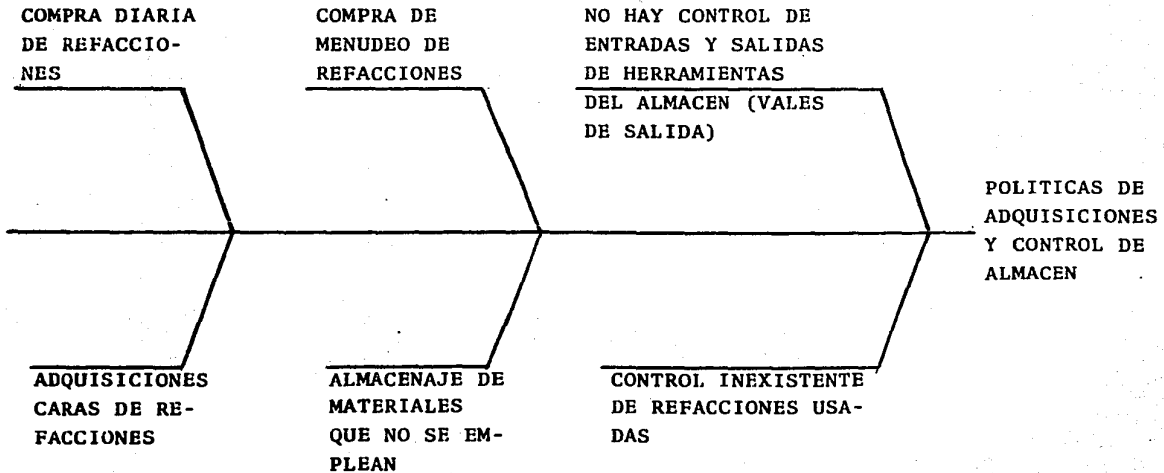 COMPRA DIARIA
DE REFACCIO-
NES
COMPRA DE
MENUDEO DE
REFACCIONES
NO HAY CONTROL DE
ENTRADAS Y SALIDAS
DE HERRAMIENTAS
DEL ALMACEN (VALES
DE SALIDA)
POLITICAS DE
ADQUISICIONES
Y CONTROL DE
ALMACEN
ADQUISICIONES
CARAS DE RE-
FACCIONES
ALMACENAJE DE
MATERIALES
QUE NO SE EM-
PLEAN
CONTROL INEXISTENTE
DE REFACCIONES USA-
DAS